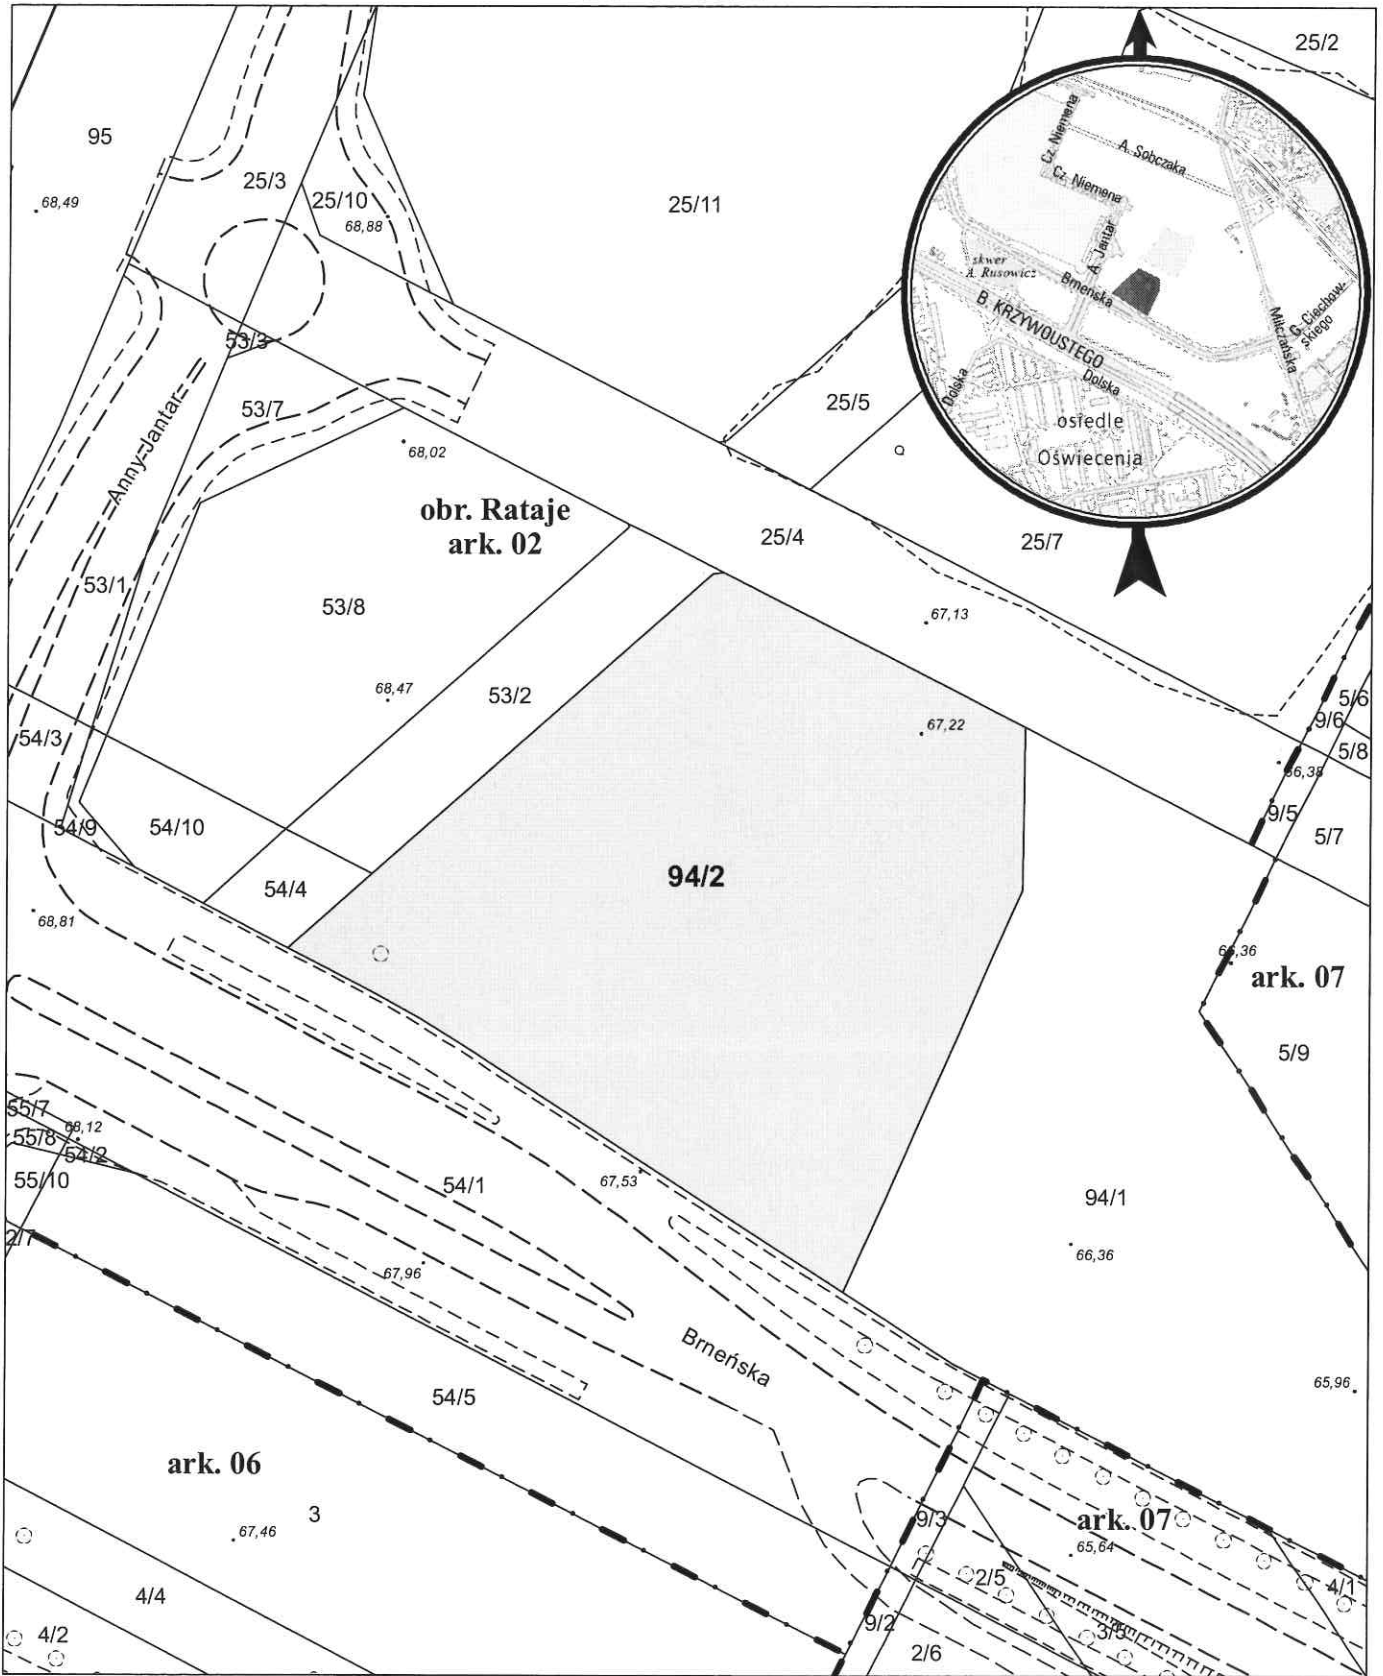 25/2
95
68,49
25/3
25/10
68,88
25/11
Cz. Niemena
A. Sobczaka
Cz. Niemena
A. Jantar
skwer
A. Rusowicz
Brneńska
B. KRZYWOUSTEGO
Milczańska
G. Ciechow-
skiego
Dolska
Dolska
osiedle
Oświecenia
53/3
53/7
Anny Jantar
68,02
25/5
obr. Rataje
ark. 02
25/4
25/7
53/1
53/8
67,13
68,47
53/2
67,22
5/6
9/6
5/8
66,38
54/3
9/5
5/7
54/9
54/10
94/2
54/4
68,81
66,36
ark. 07
5/9
55/7
68,12
55/8
54/2
55/10
54/1
67,53
94/1
2/7
66,36
67,96
Brneńska
54/5
65,96
ark. 06
3
67,46
9/3
ark. 07
65,64
2/5
4/4
4/1
4/2
9/2
3/5
2/6